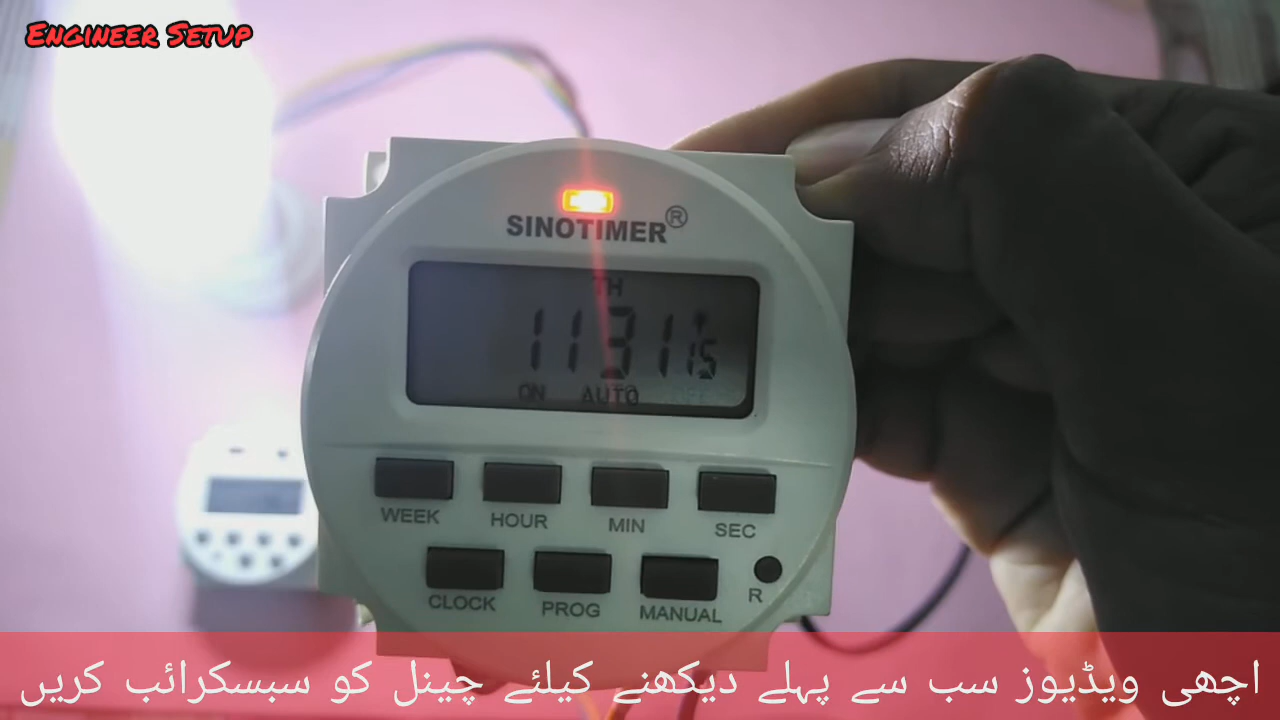 Engineer Setup
SINOTIMER®
TH
11 31 15
ON AUTO
WEEK HOUR MIN SEC
CLOCK PROG MANUAL R
اچھی ویڈیوز سب سے پہلے دیکھنے کیلئے چینل کو سبسکرائب کریں